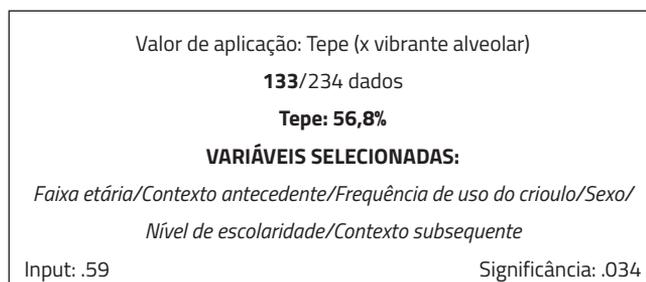 Valor de aplicação: Tepe (x vibrante alveolar)
133/234 dados
Tepe: 56,8%
VARIÁVEIS SELECIONADAS:
Faixa etária/Contexto antecedente/Frequência de uso do crioulo/Sexo/
Nível de escolaridade/Contexto subsequente
Input: .59 Significância: .034